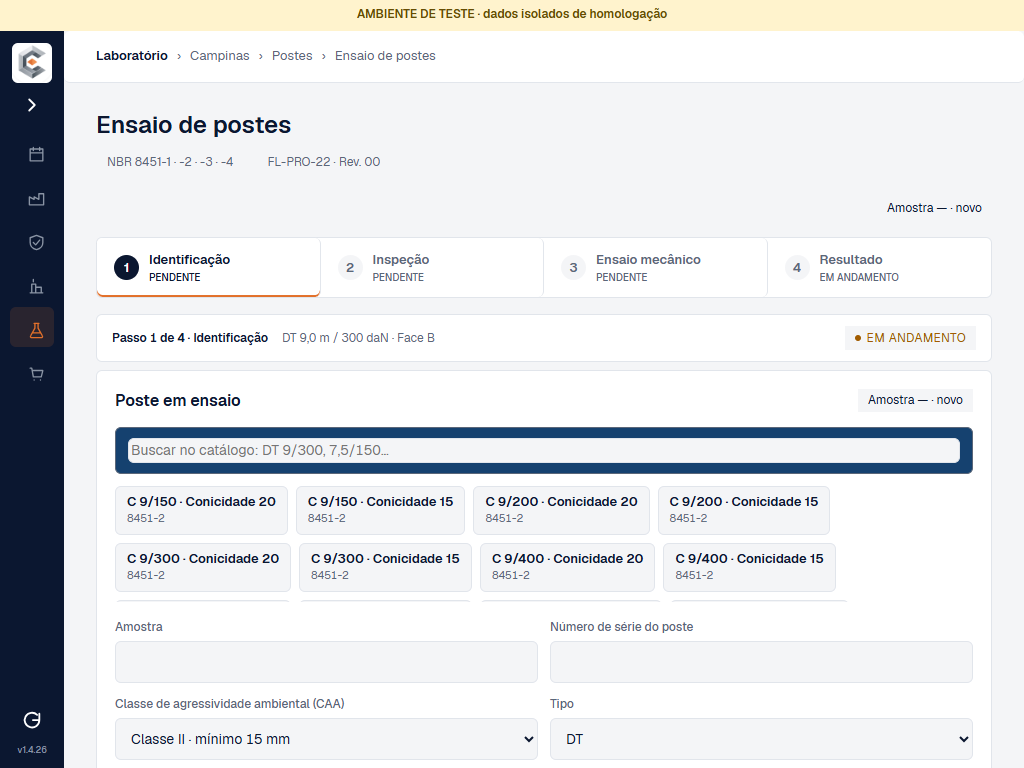 AMBIENTE DE TESTE · dados isolados de homologação
Laboratório › Campinas › Postes › Ensaio de postes
Ensaio de postes
NBR 8451-1 · -2 · -3 · -4 FL-PRO-22 · Rev. 00
Amostra — · novo
1 Identificação
PENDENTE
2 Inspeção
PENDENTE
3 Ensaio mecânico
PENDENTE
4 Resultado
EM ANDAMENTO
Passo 1 de 4 · Identificação DT 9,0 m / 300 daN · Face B
EM ANDAMENTO
Poste em ensaio
Amostra — · novo
Buscar no catálogo: DT 9/300, 7,5/150…
C 9/150 · Conicidade 20
8451-2
C 9/150 · Conicidade 15
8451-2
C 9/200 · Conicidade 20
8451-2
C 9/200 · Conicidade 15
8451-2
C 9/300 · Conicidade 20
8451-2
C 9/300 · Conicidade 15
8451-2
C 9/400 · Conicidade 20
8451-2
C 9/400 · Conicidade 15
8451-2
Amostra
Número de série do poste
Classe de agressividade ambiental (CAA)
Classe II · mínimo 15 mm
Tipo
DT
v1.4.26